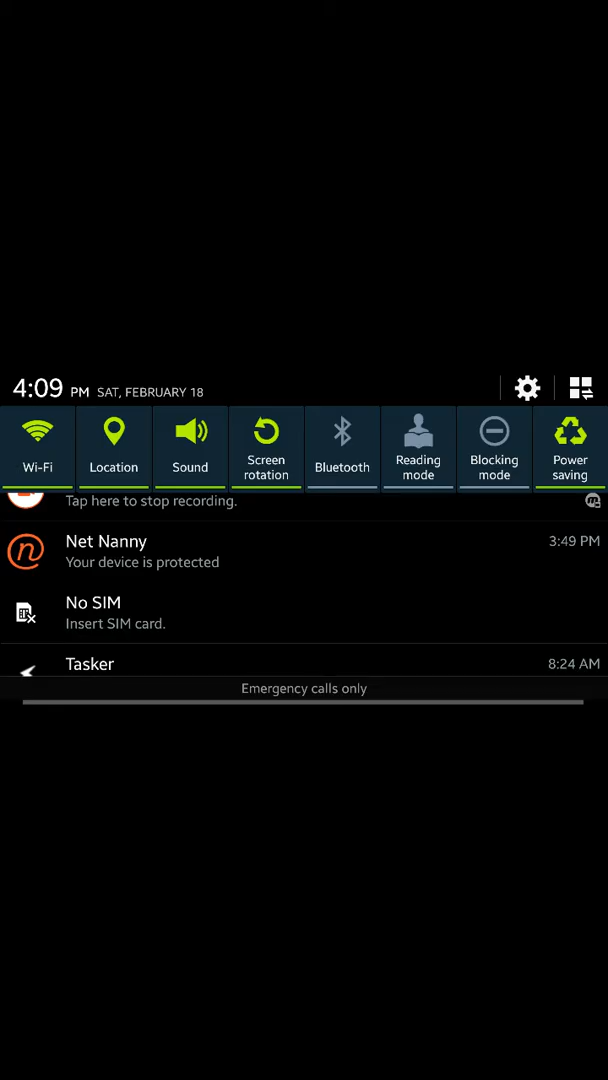 4:09 PM SAT, FEBRUARY 18
Wi-Fi
Location
Sound
Screen
rotation
Bluetooth
Reading
mode
Blocking
mode
Power
saving
Tap here to stop recording.
Net Nanny 3:49 PM
Your device is protected
No SIM
Insert SIM card.
Tasker 8:24 AM
Emergency calls only